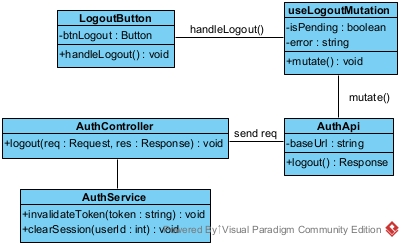 LogoutButton
-btnLogout : Button
+handleLogout() : void
handleLogout()
useLogoutMutation
-isPending : boolean
-error : string
+mutate() : void
mutate()
AuthController
+logout(req : Request, res : Response) : void
send req
AuthApi
-baseUrl : string
+logout() : Response
AuthService
+invalidateToken(token : string) : void
+clearSession(userId : int) : void
Powered By Visual Paradigm Community Edition